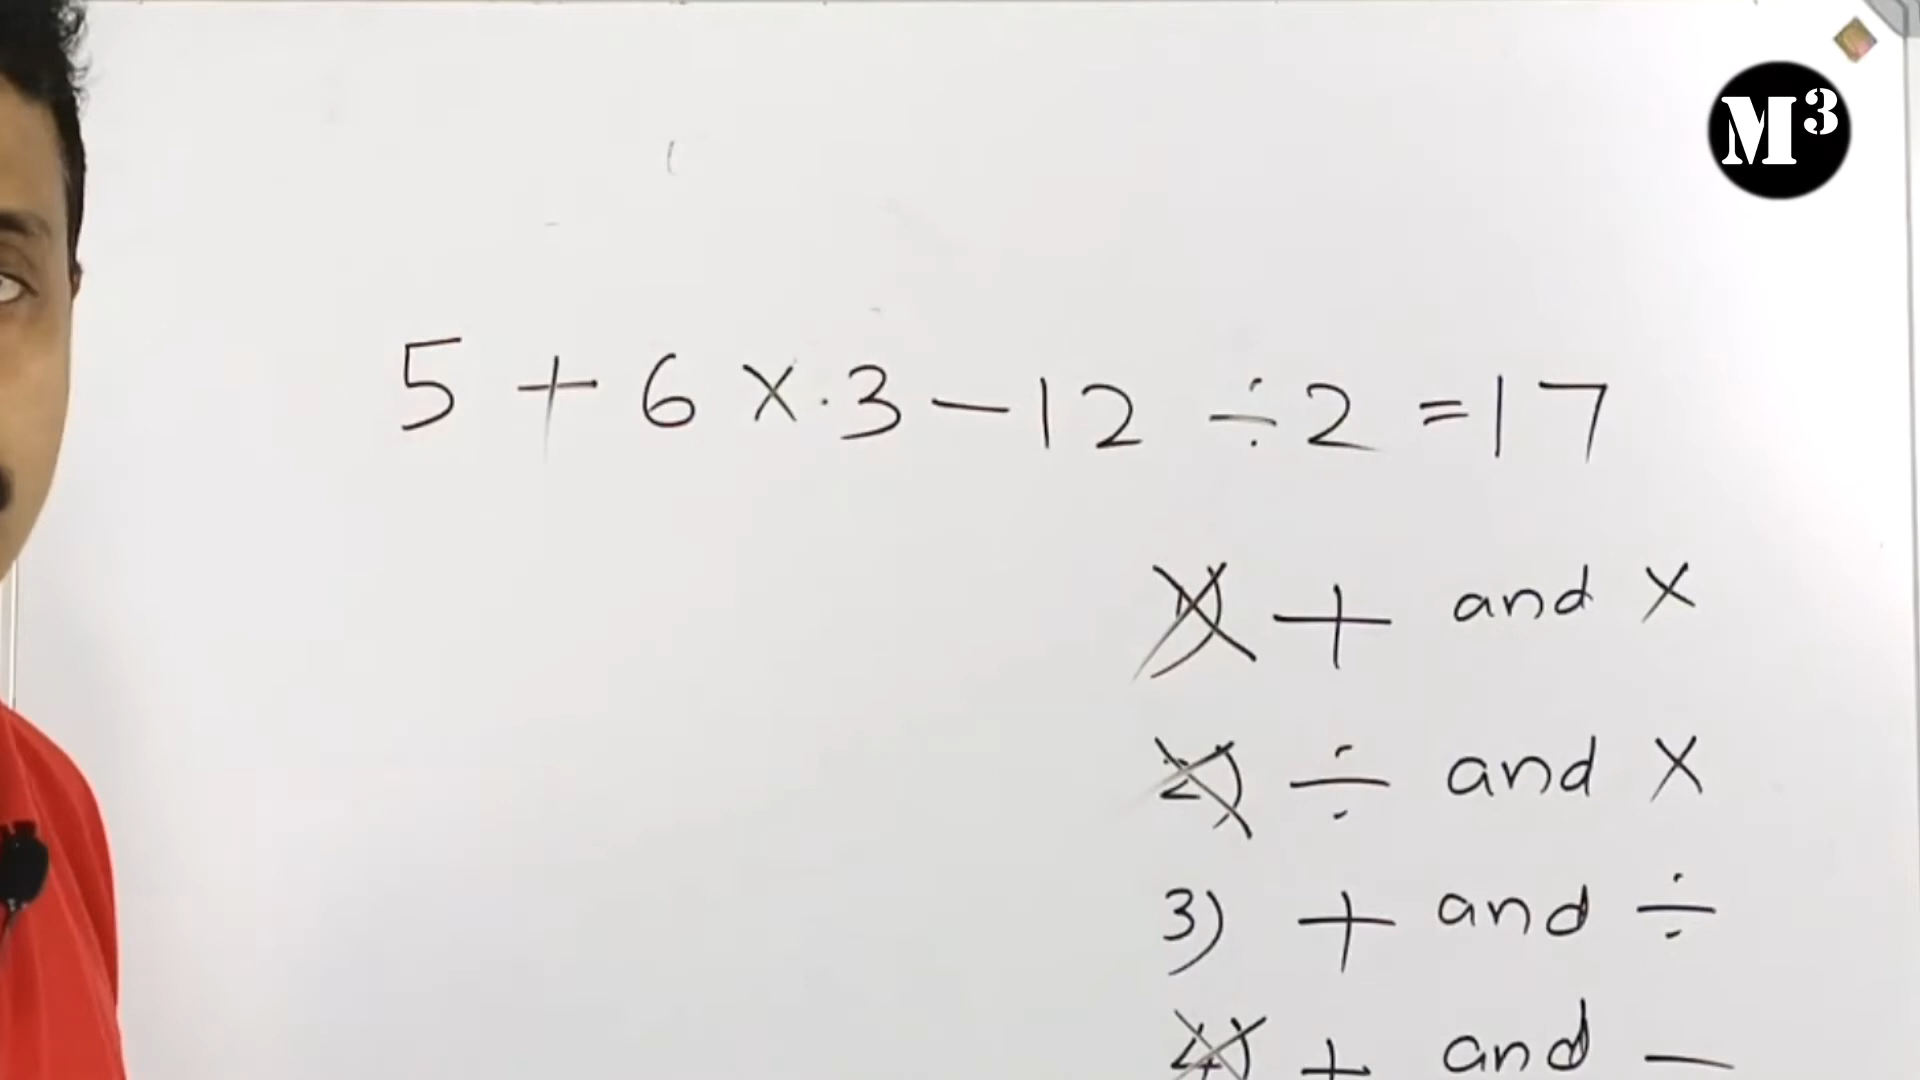 M³
5 + 6 × 3 − 12 ÷ 2 = 17
1) + and ×
2) ÷ and ×
3) + and ÷
4) + and −